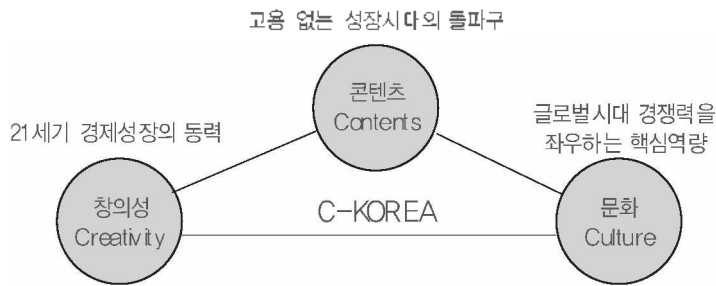 고용 없는 성장시대의 돌파구
콘텐츠
Contents
21세기 경제성장의 동력
글로벌시대 경쟁력을
좌우하는 핵심역량
창의성
Creativity
C-KOREA
문화
Culture